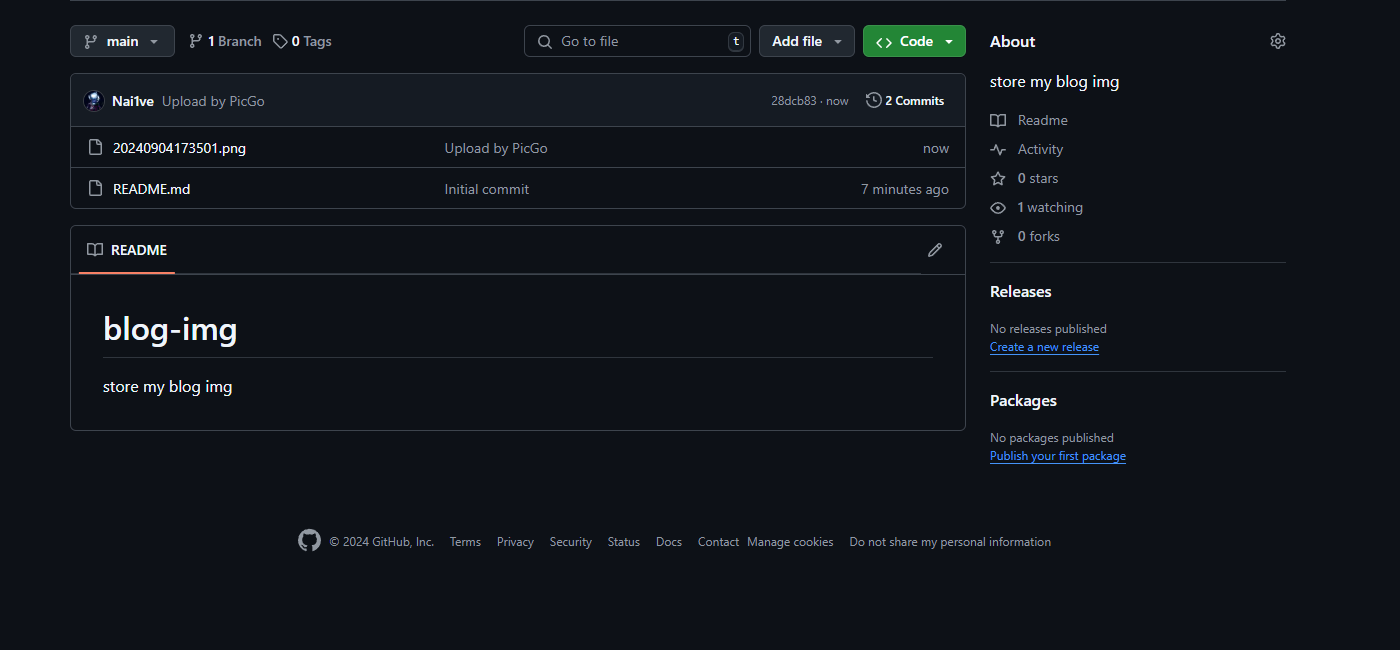 main 1 Branch 0 Tags Go to file t Add file Code
Nai1ve Upload by PicGo 28dcb83 · now 2 Commits
20240904173501.png Upload by PicGo now
README.md Initial commit 7 minutes ago
README
blog-img
store my blog img
About
store my blog img
Readme
Activity
0 stars
1 watching
0 forks
Releases
No releases published
Create a new release
Packages
No packages published
Publish your first package
© 2024 GitHub, Inc. Terms Privacy Security Status Docs Contact Manage cookies Do not share my personal information